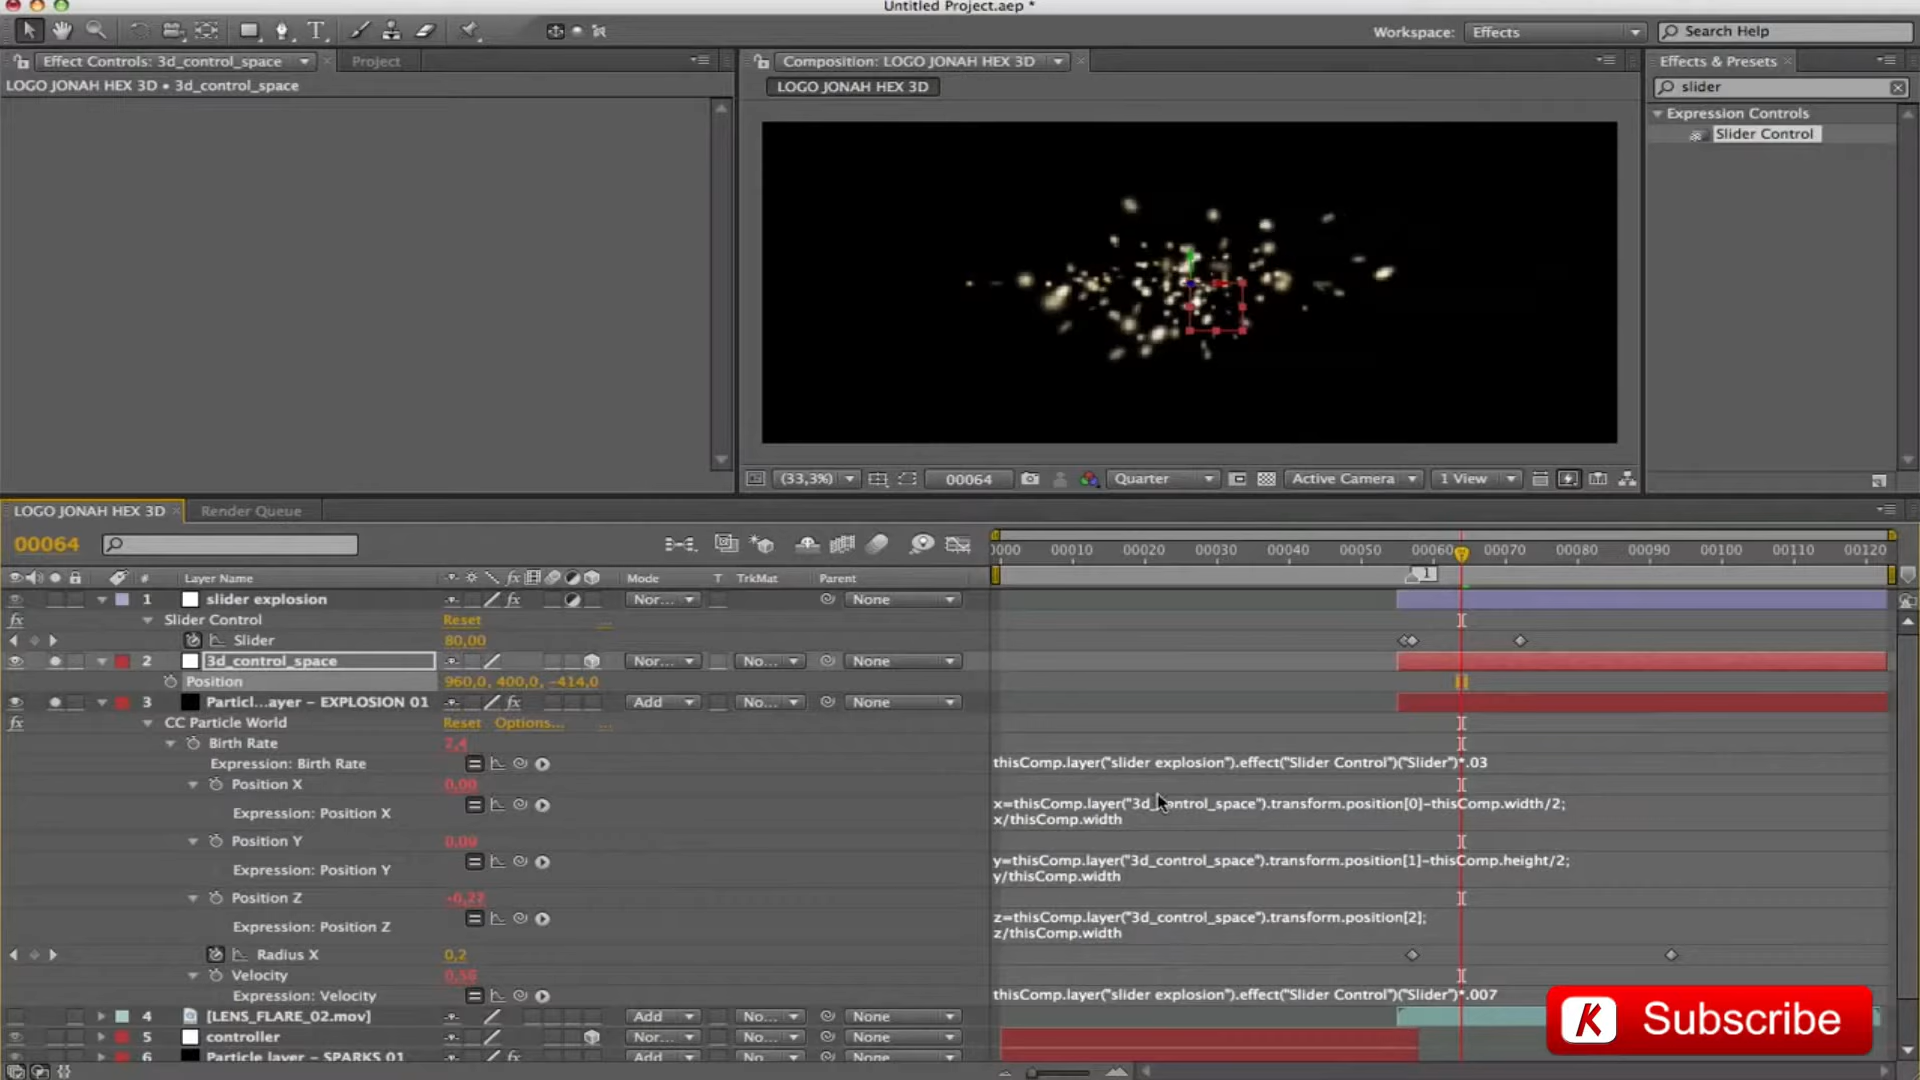 Untitled Project.aep *
Workspace: Effects
Search Help
Effect Controls: 3d_control_space
Project
Composition: LOGO JONAH HEX 3D
Effects & Presets
LOGO JONAH HEX 3D • 3d_control_space
LOGO JONAH HEX 3D
slider
Expression Controls
Slider Control
(33,3%)
00064
Quarter
Active Camera
1 View
LOGO JONAH HEX 3D
Render Queue
00064
0000 00010 00020 00030 00040 00050 00060 00070 00080 00090 00100 00110 00120
# Layer Name Mode T TrkMat Parent
1
1 slider explosion Nor... None
Slider Control Reset ...
Slider 80,00
2 3d_control_space Nor... No... None
Position 960,0, 400,0, -414,0
3 Particl...ayer - EXPLOSION 01 Add No... None
CC Particle World Reset Options... ...
Birth Rate 2,4
Expression: Birth Rate thisComp.layer("slider explosion").effect("Slider Control")("Slider")*.03
Position X 0,00
Expression: Position X x=thisComp.layer("3d_control_space").transform.position[0]-thisComp.width/2;
x/thisComp.width
Position Y 0,00
Expression: Position Y y=thisComp.layer("3d_control_space").transform.position[1]-thisComp.height/2;
y/thisComp.width
Position Z -0,22
Expression: Position Z z=thisComp.layer("3d_control_space").transform.position[2];
z/thisComp.width
Radius X 0,2
Velocity 0,56
Expression: Velocity thisComp.layer("slider explosion").effect("Slider Control")("Slider")*.007
4 [LENS_FLARE_02.mov] Add No... None
5 controller Nor... No... None
6 Particle layer - SPARKS 01 Add No... None
K Subscribe